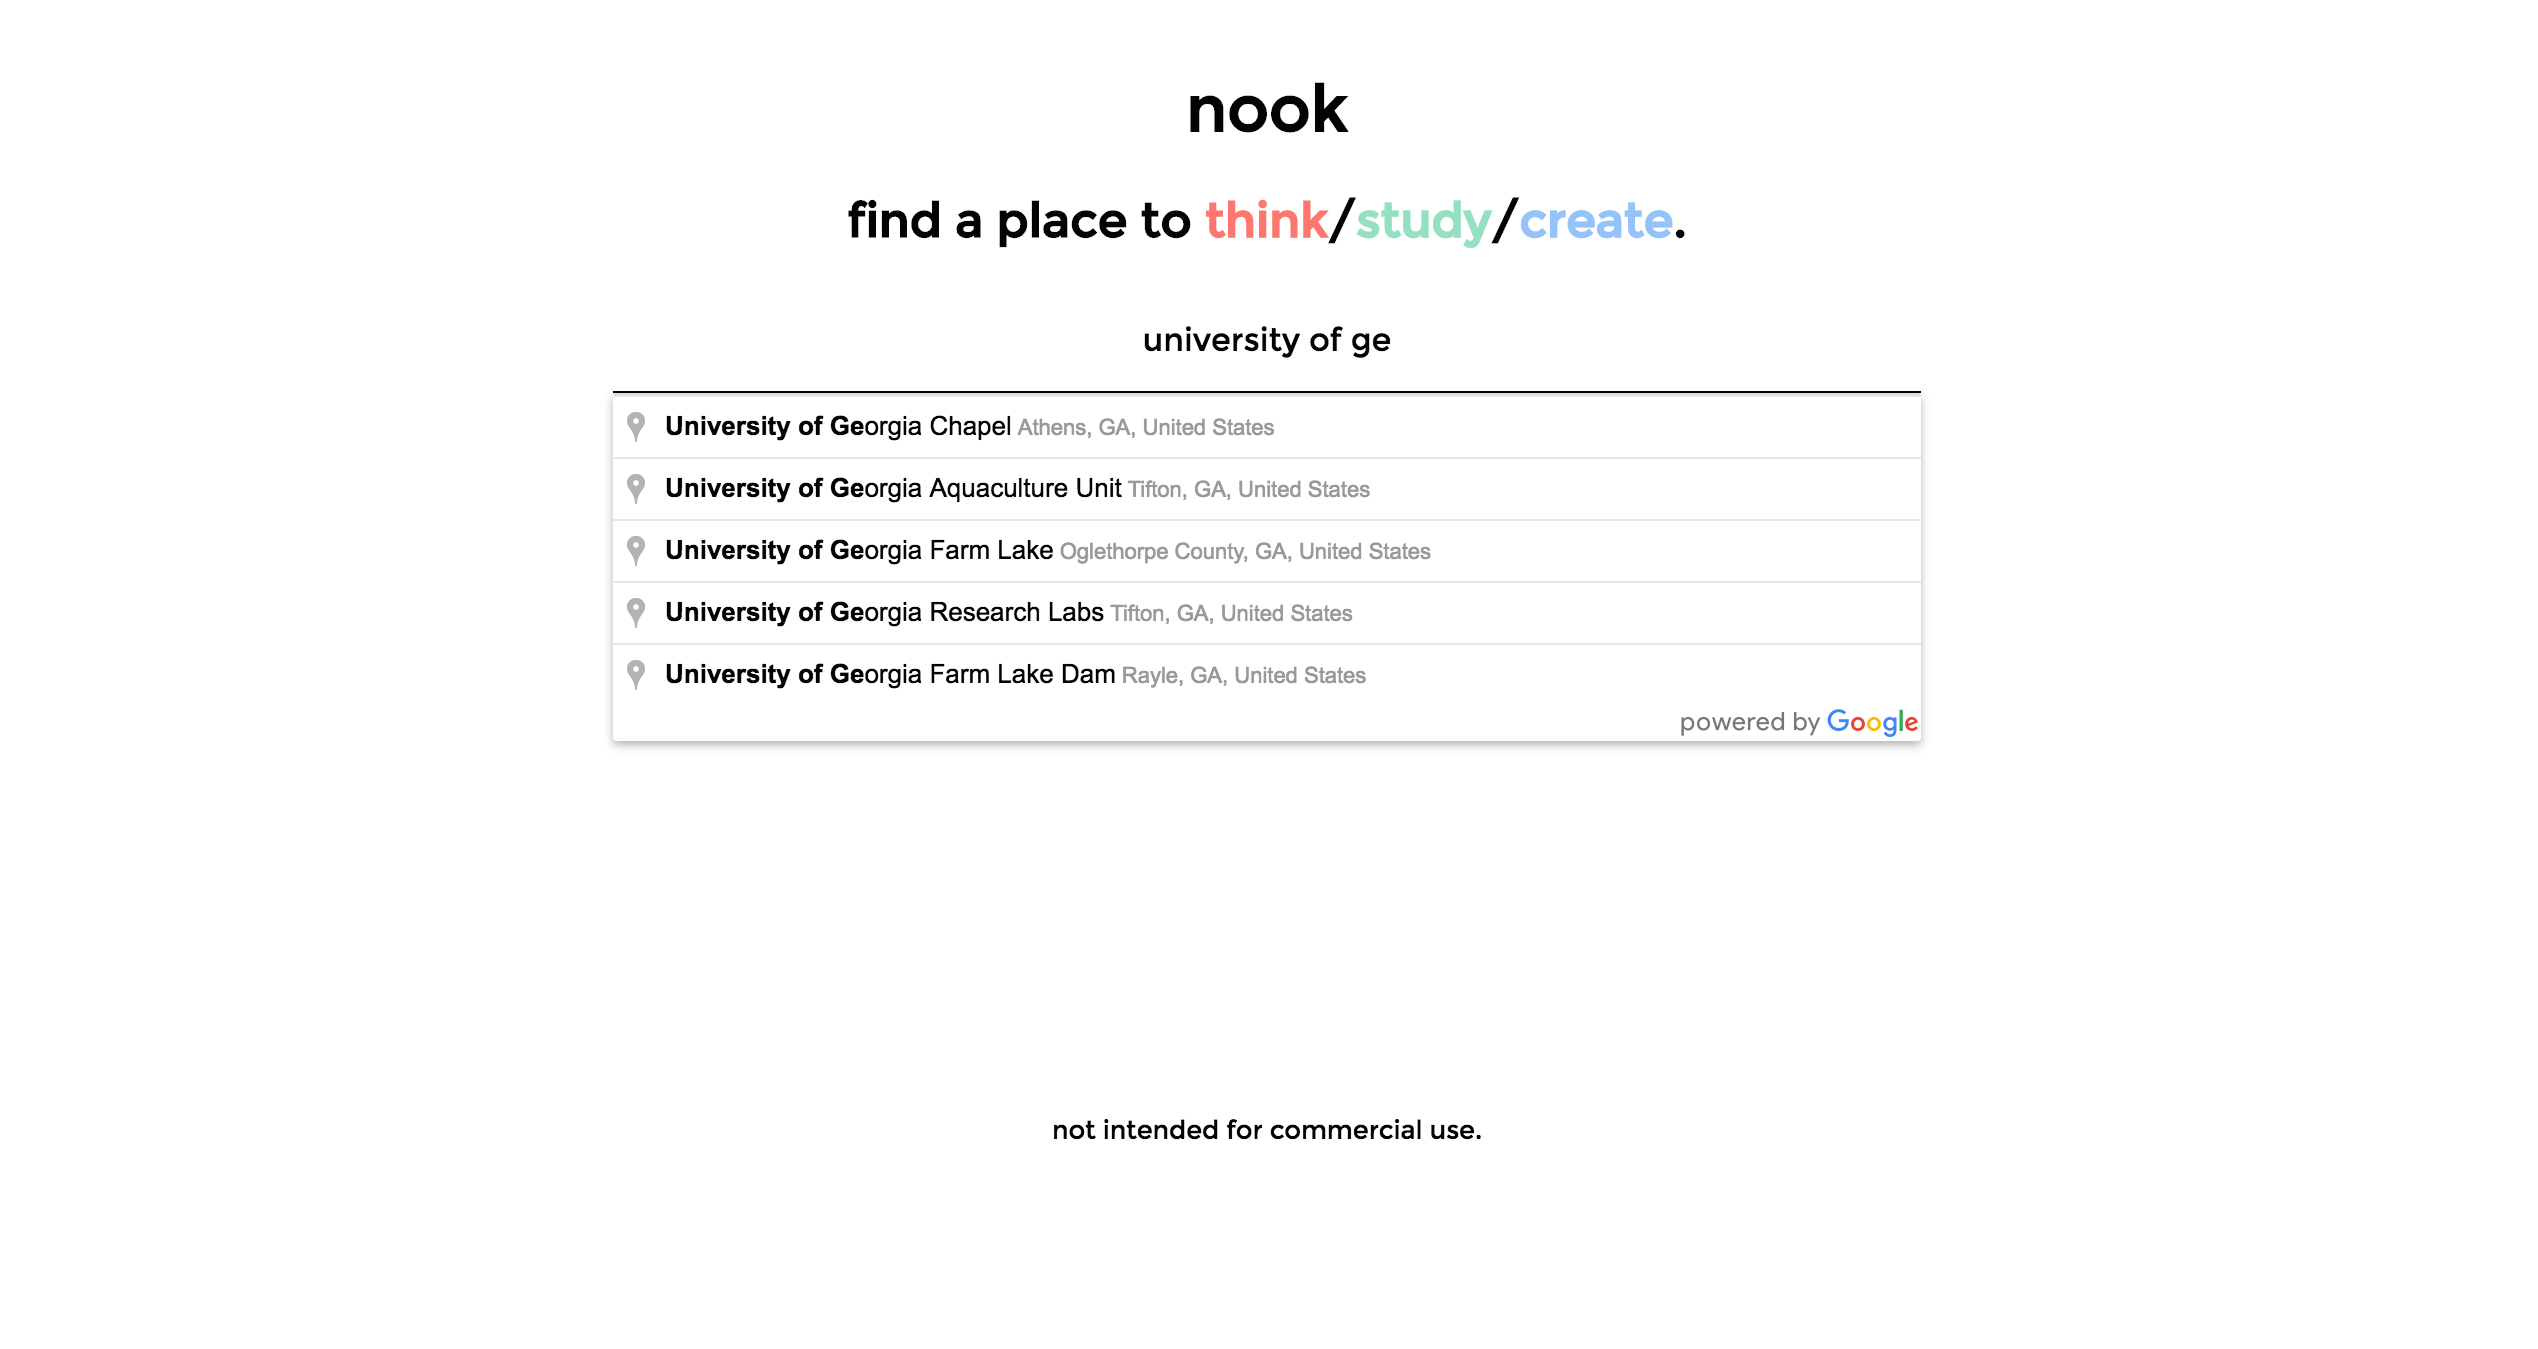 nook
find a place to think/study/create.
university of ge
University of Georgia Chapel Athens, GA, United States
University of Georgia Aquaculture Unit Tifton, GA, United States
University of Georgia Farm Lake Oglethorpe County, GA, United States
University of Georgia Research Labs Tifton, GA, United States
University of Georgia Farm Lake Dam Rayle, GA, United States
powered by Google
not intended for commercial use.